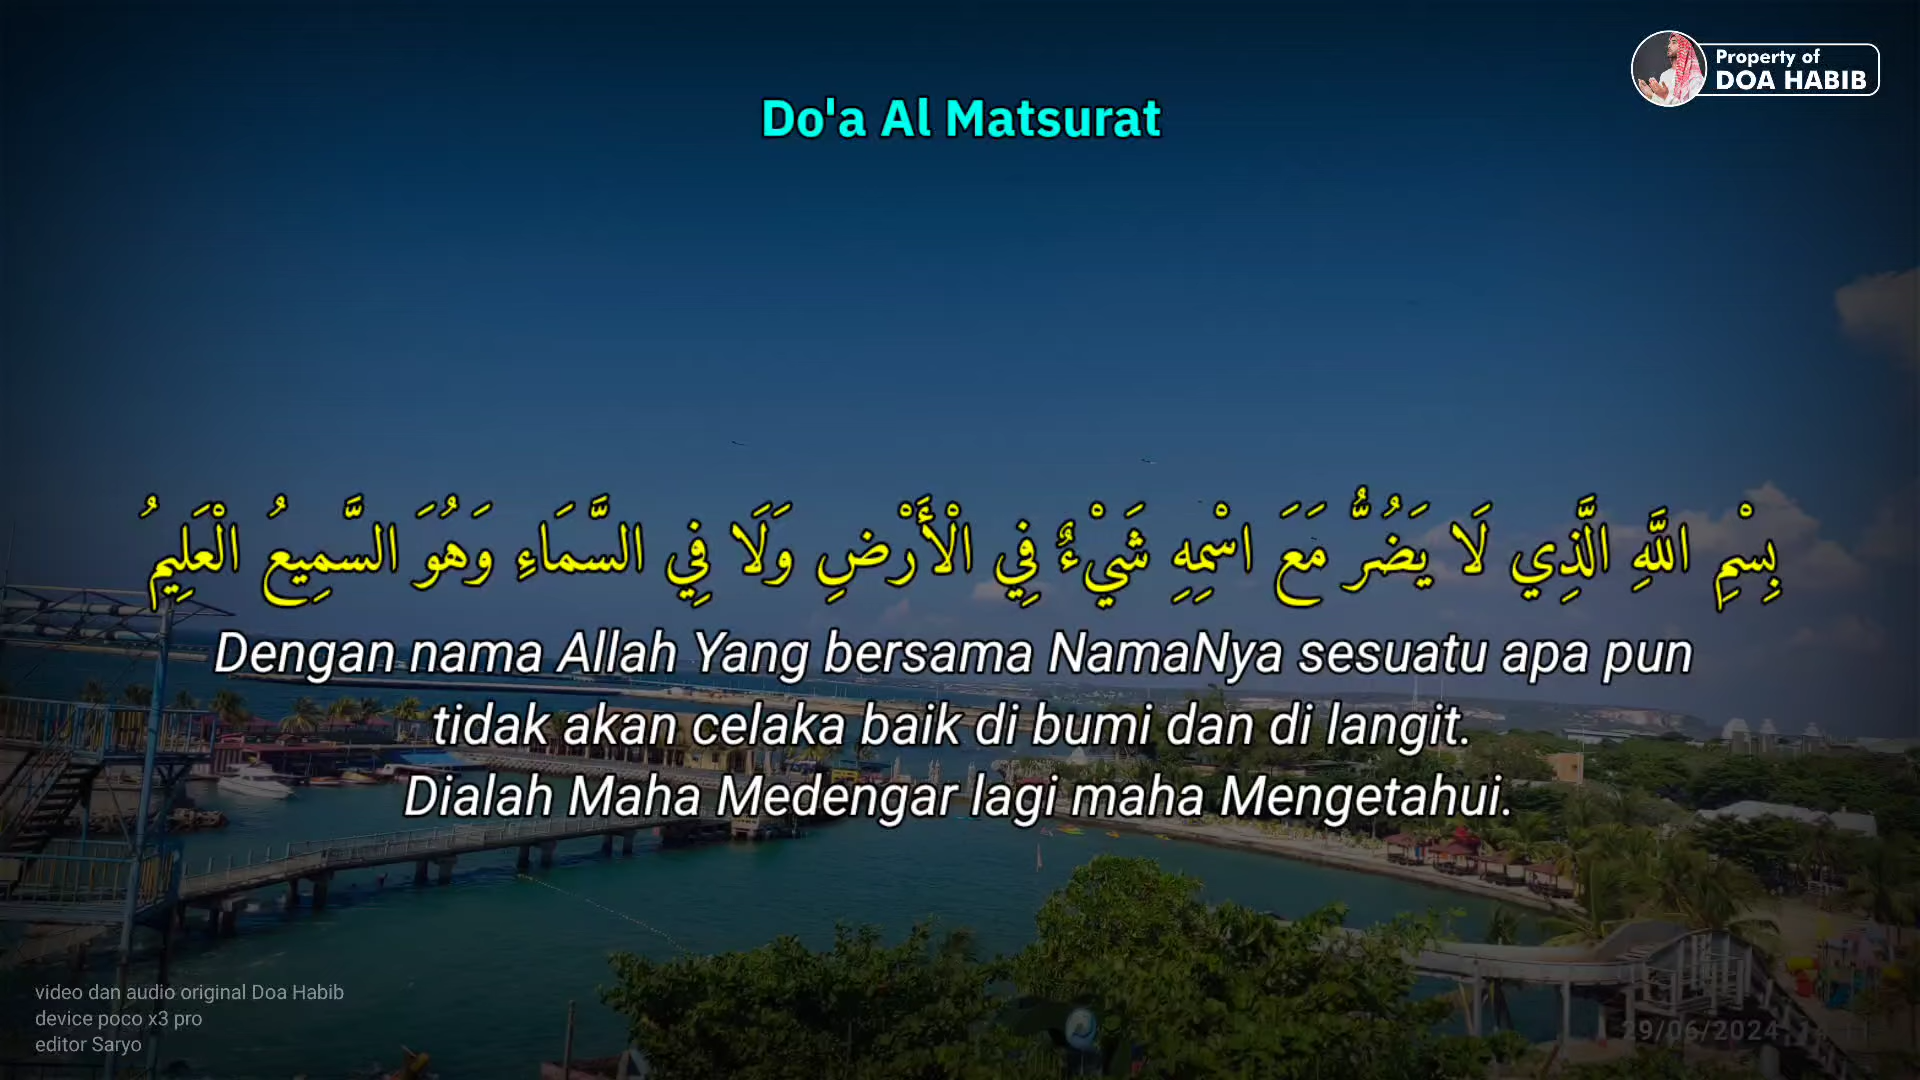 Property of
DOA HABIB
Do'a Al Matsurat
بِسْمِ اللَّهِ الَّذِي لَا يَضُرُّ مَعَ اسْمِهِ شَيْءٌ فِي الْأَرْضِ وَلَا فِي السَّمَاءِ وَهُوَ السَّمِيعُ الْعَلِيمُ
Dengan nama Allah Yang bersama NamaNya sesuatu apa pun
tidak akan celaka baik di bumi dan di langit.
Dialah Maha Medengar lagi maha Mengetahui.
video dan audio original Doa Habib
device poco x3 pro
editor Saryo
29/06/2024